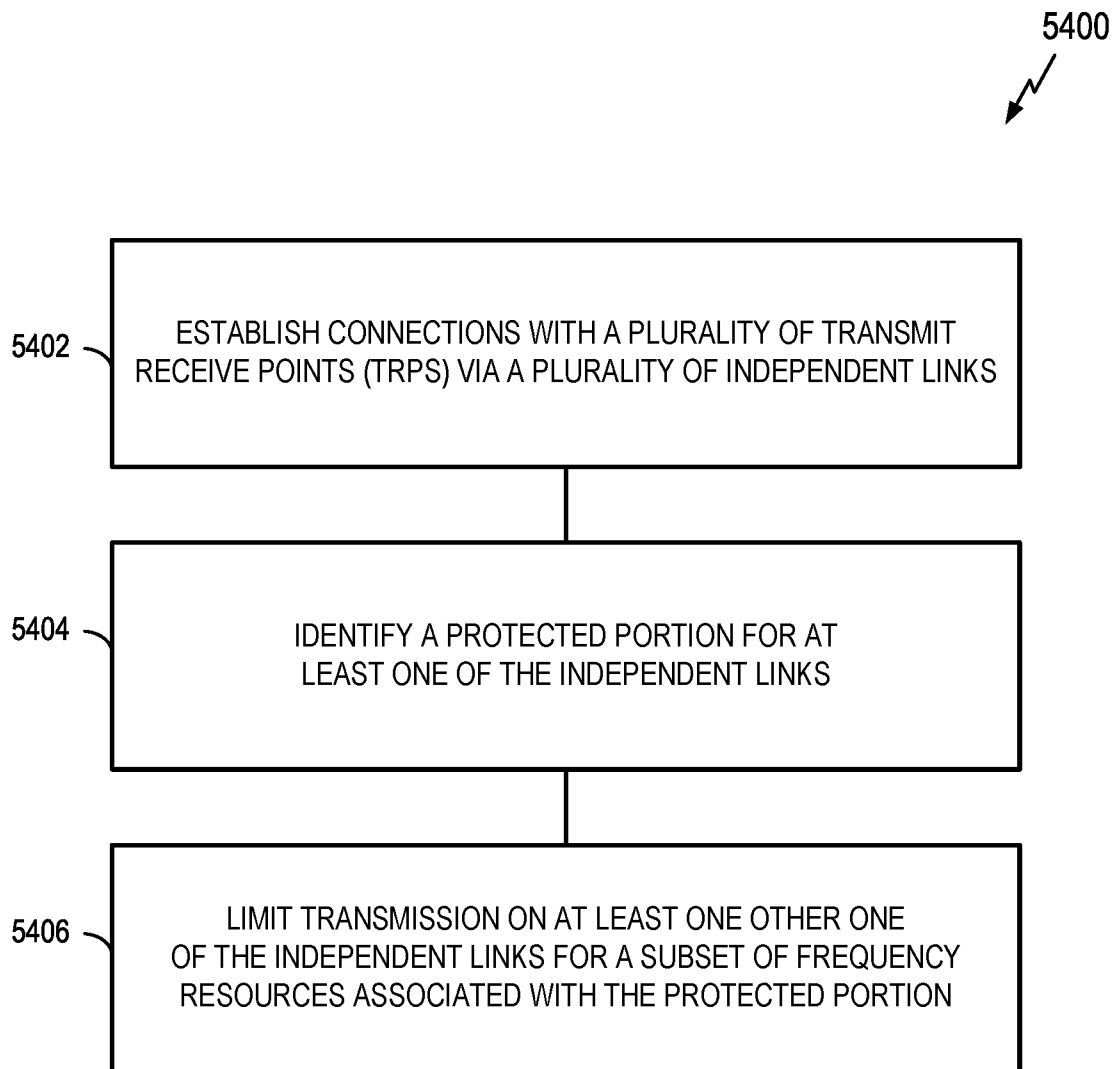 5400
5402
ESTABLISH CONNECTIONS WITH A PLURALITY OF TRANSMIT
RECEIVE POINTS (TRPS) VIA A PLURALITY OF INDEPENDENT LINKS
5404
IDENTIFY A PROTECTED PORTION FOR AT
LEAST ONE OF THE INDEPENDENT LINKS
5406
LIMIT TRANSMISSION ON AT LEAST ONE OTHER ONE
OF THE INDEPENDENT LINKS FOR A SUBSET OF FREQUENCY
RESOURCES ASSOCIATED WITH THE PROTECTED PORTION